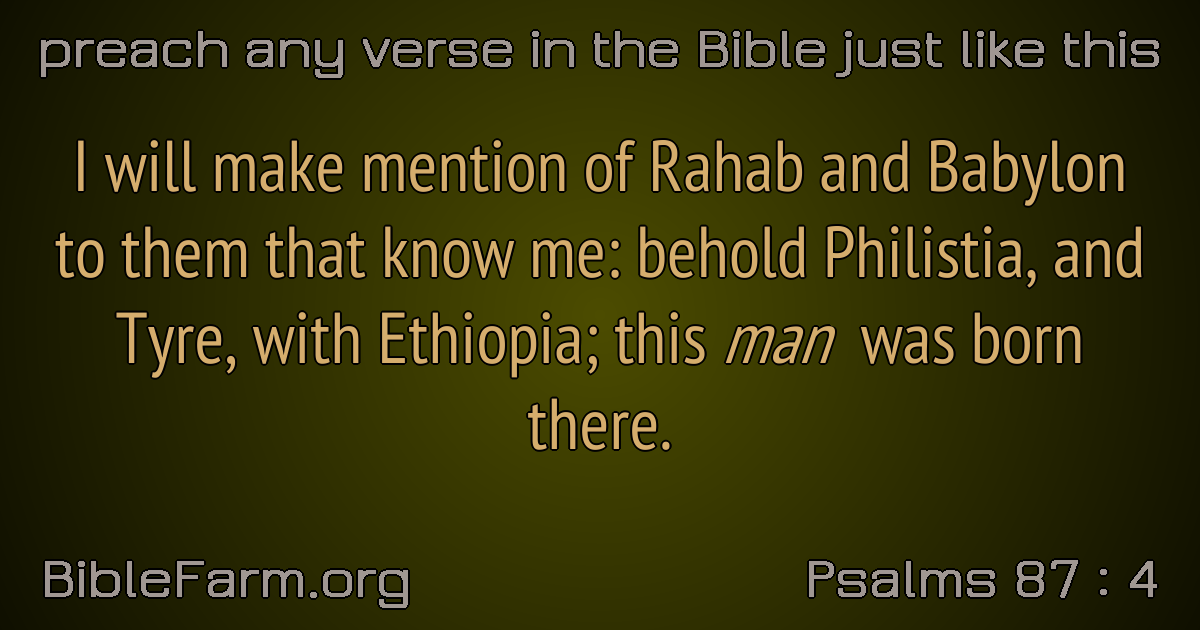 preach any verse in the Bible just like this
I will make mention of Rahab and Babylon
to them that know me: behold Philistia, and
Tyre, with Ethiopia; this man was born
there.
BibleFarm.org
Psalms 87 : 4